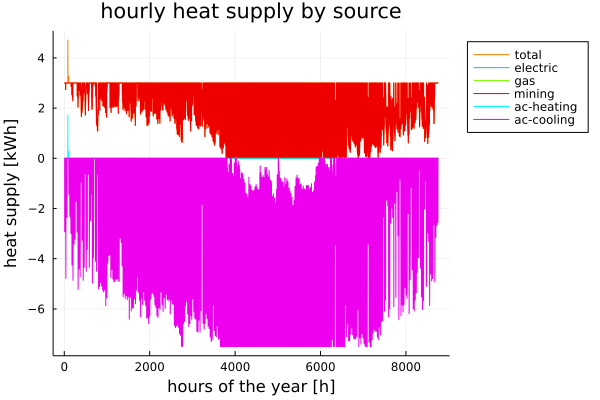 hourly heat supply by source
heat supply [kWh]
4
2
0
−2
−4
−6
0 2000 4000 6000 8000
hours of the year [h]
total
electric
gas
mining
ac-heating
ac-cooling